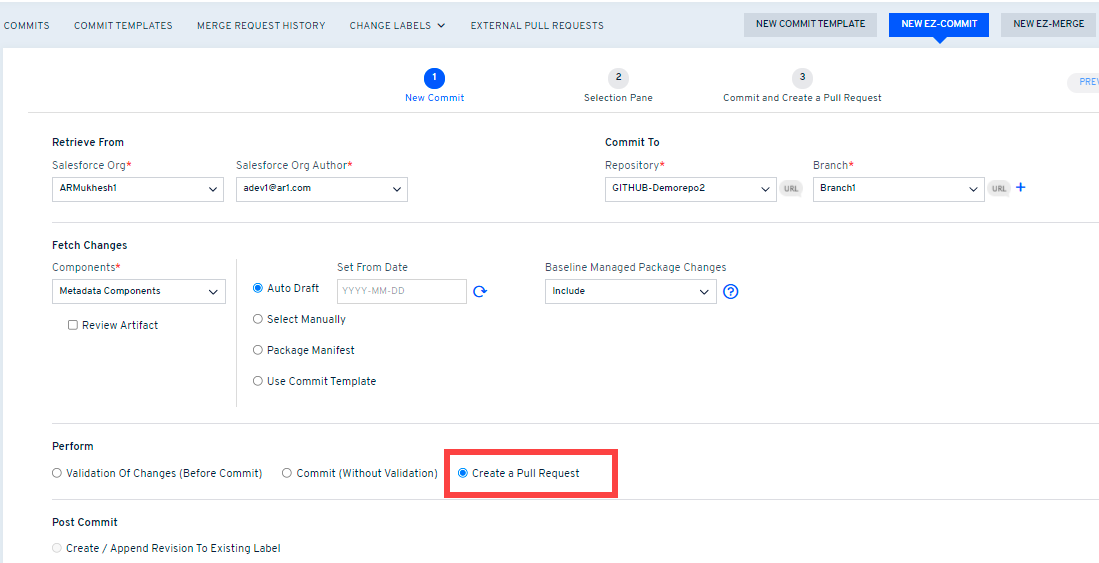 COMMITS COMMIT TEMPLATES MERGE REQUEST HISTORY CHANGE LABELS EXTERNAL PULL REQUESTS NEW COMMIT TEMPLATE NEW EZ-COMMIT NEW EZ-MERGE
1 2 3
PREV
New Commit Selection Pane Commit and Create a Pull Request
Retrieve From Commit To
Salesforce Org* Salesforce Org Author* Repository* Branch*
ARMukhesh1 adev1@ar1.com GITHUB-Demorepo2 URL Branch1 URL +
Fetch Changes
Components* Set From Date Baseline Managed Package Changes
Metadata Components Auto Draft YYYY-MM-DD Include ?
Review Artifact Select Manually
Package Manifest
Use Commit Template
Perform
Validation Of Changes (Before Commit) Commit (Without Validation) Create a Pull Request
Post Commit
Create / Append Revision To Existing Label